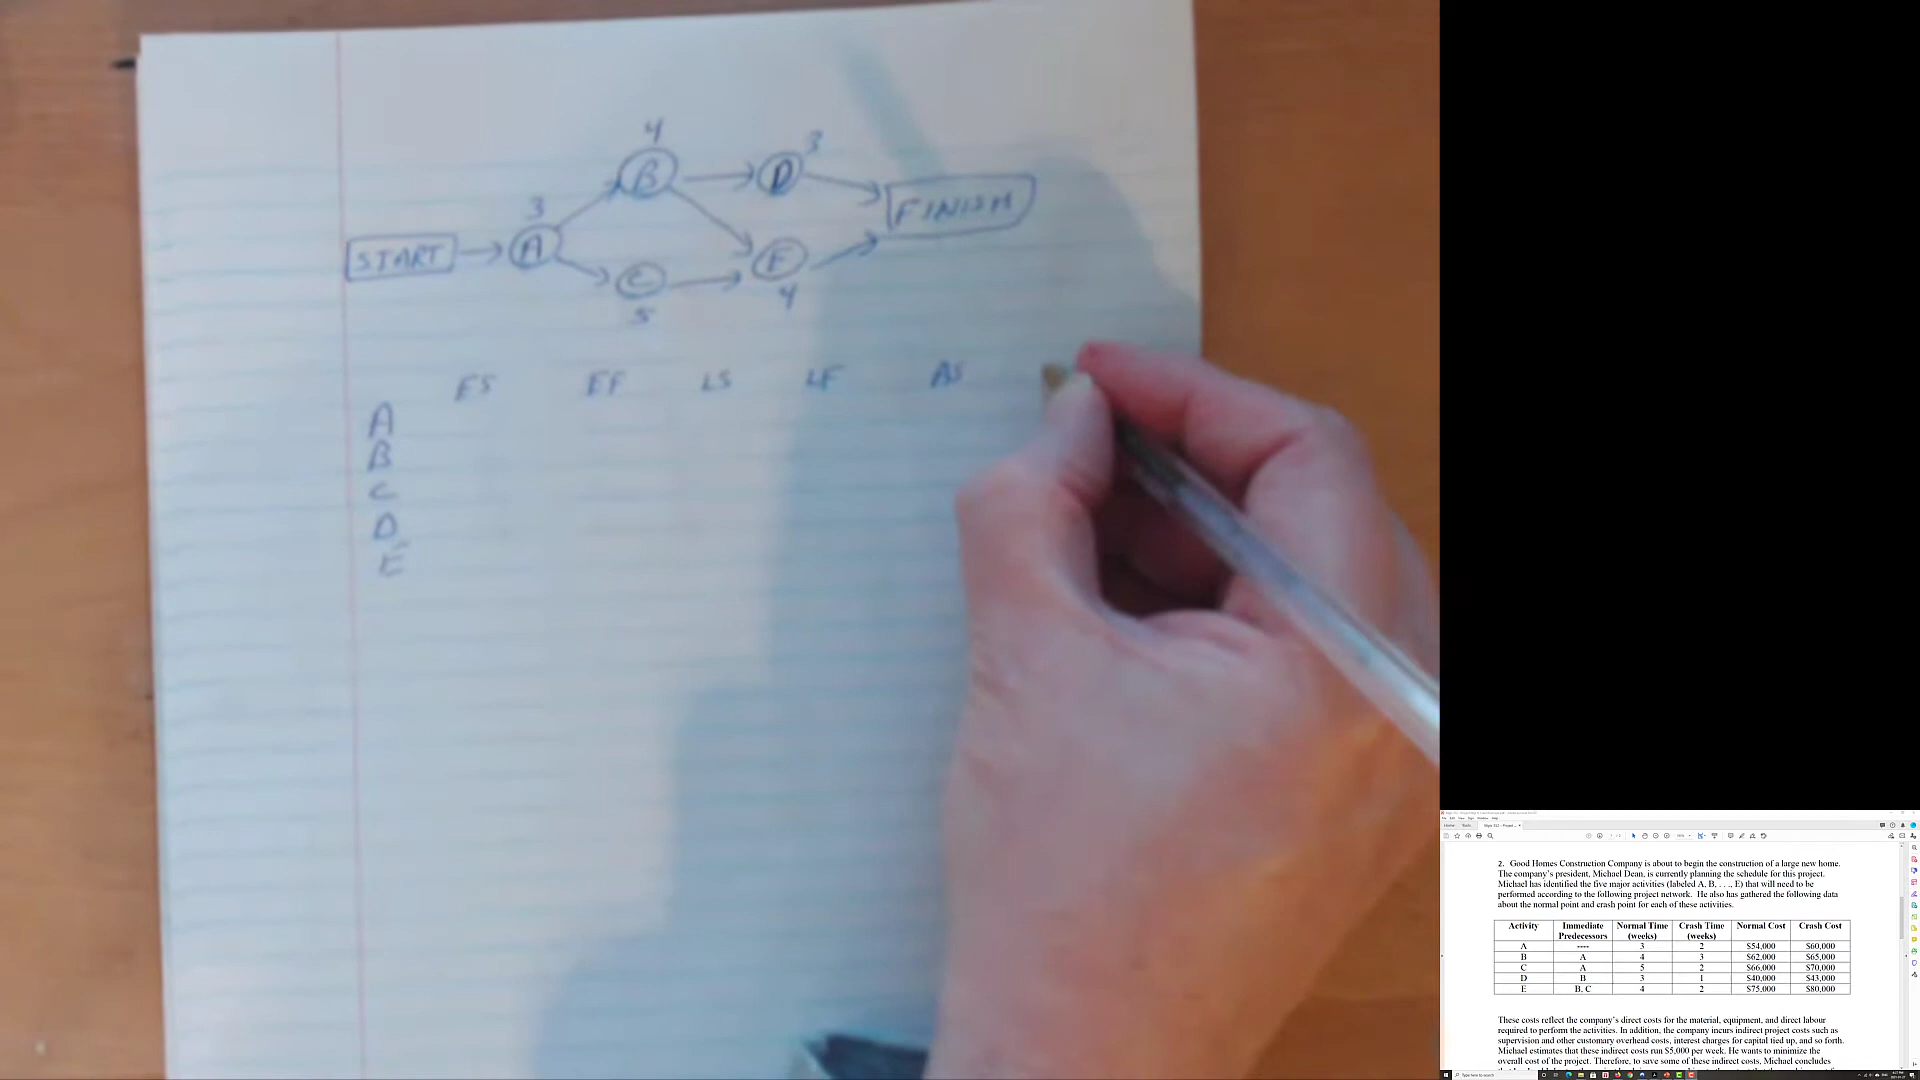 4
B
D
3
3
START
A
FINISH
C
E
5
4
ES EF LS LF AS
A
B
C
D
E
2. Good Homes Construction Company is about to begin the construction of a large new home.
The company's president, Michael Dean, is currently planning the schedule for this project.
Michael has identified the five major activities (labeled A, B, . . ., E) that will need to be
performed according to the following project network. He also has gathered the following data
about the normal point and crash point for each of these activities.
Activity Immediate Predecessors Normal Time (weeks) Crash Time (weeks) Normal Cost Crash Cost
A ---- 3 2 $54,000 $60,000
B A 4 3 $62,000 $65,000
C A 5 2 $66,000 $70,000
D B 3 1 $40,000 $43,000
E B, C 4 2 $75,000 $80,000
These costs reflect the company's direct costs for the material, equipment, and direct labour
required to perform the activities. In addition, the company incurs indirect project costs such as
supervision and other customary overhead costs, interest charges for capital tied up, and so forth.
Michael estimates that these indirect costs run $5,000 per week. He wants to minimize the
overall cost of the project. Therefore, to save some of these indirect costs, Michael concludes
Type here to search